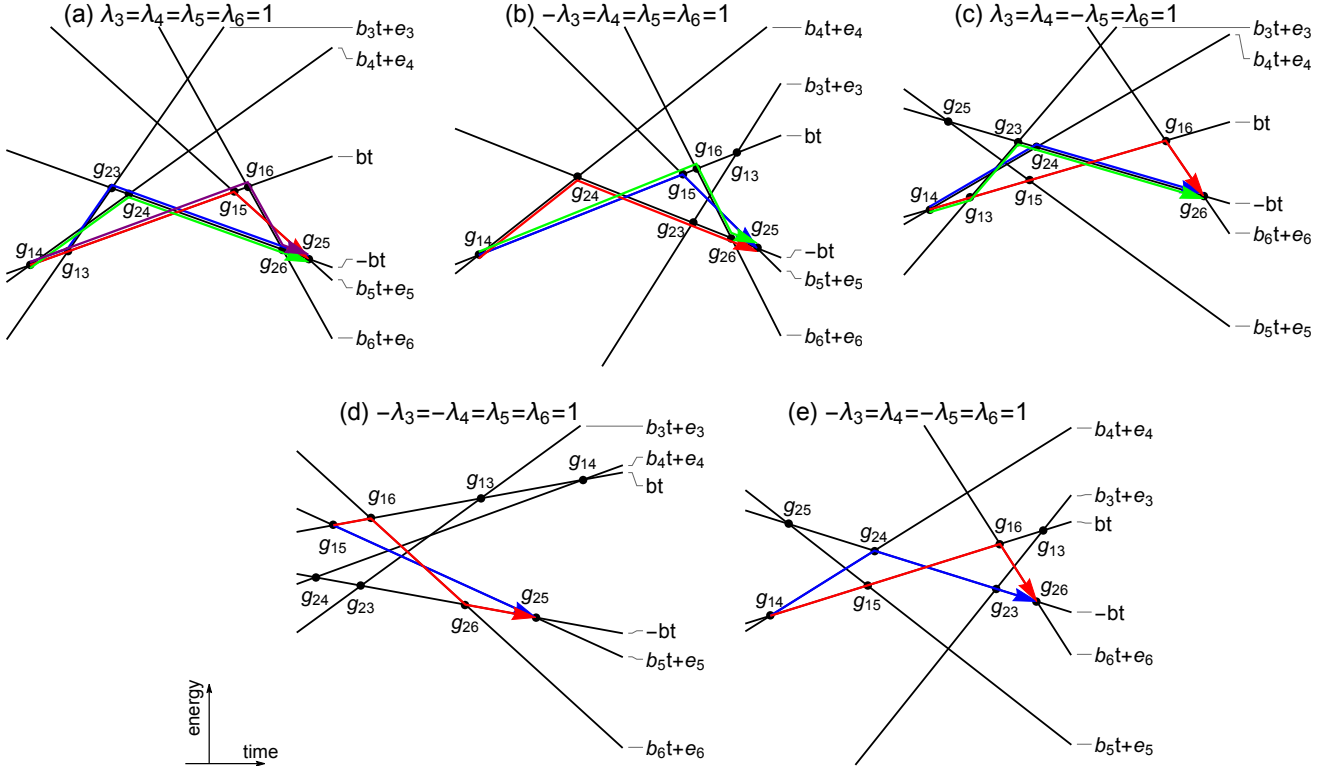 (a) λ₃=λ₄=λ₅=λ₆=1
b₃t+e₃
b₄t+e₄
bt
g₂₃
g₂₄
g₁₆
g₁₅
g₁₄
g₁₃
g₂₅
g₂₆
-bt
b₅t+e₅
b₆t+e₆
(b) -λ₃=λ₄=λ₅=λ₆=1
b₄t+e₄
b₃t+e₃
bt
g₁₆
g₁₃
g₁₅
g₂₄
g₁₄
g₂₃
g₂₅
g₂₆
-bt
b₅t+e₅
b₆t+e₆
(c) λ₃=λ₄=-λ₅=λ₆=1
b₃t+e₃
b₄t+e₄
g₂₅
g₂₃
g₁₆
bt
g₂₄
g₁₄
g₁₃
g₁₅
g₂₆
-bt
b₆t+e₆
b₅t+e₅
(d) -λ₃=-λ₄=λ₅=λ₆=1
b₃t+e₃
b₄t+e₄
bt
g₁₄
g₁₃
g₁₆
g₁₅
g₂₄
g₂₃
g₂₆
g₂₅
-bt
b₅t+e₅
b₆t+e₆
(e) -λ₃=λ₄=-λ₅=λ₆=1
b₄t+e₄
b₃t+e₃
bt
g₂₅
g₂₄
g₁₆
g₁₃
g₁₄
g₁₅
g₂₃
g₂₆
-bt
b₆t+e₆
b₅t+e₅
energy
time